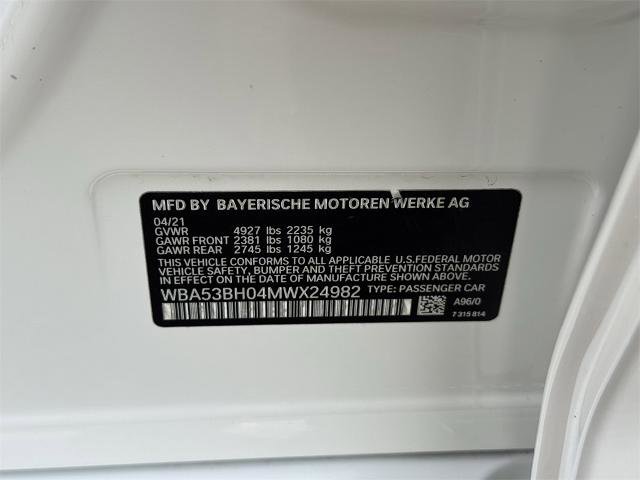 MFD BY BAYERISCHE MOTOREN WERKE AG
04/21
GVWR 4927 lbs 2235 kg
GAWR FRONT 2381 lbs 1080 kg
GAWR REAR 2745 lbs 1245 kg
THIS VEHICLE CONFORMS TO ALL APPLICABLE U.S.FEDERAL MOTOR
VEHICLE SAFETY, BUMPER, AND THEFT PREVENTION STANDARDS
IN EFFECT ON THE DATE OF MANUFACTURE SHOWN ABOVE.
WBA53BH04MWX24982 TYPE: PASSENGER CAR
A96/0
7 315 814